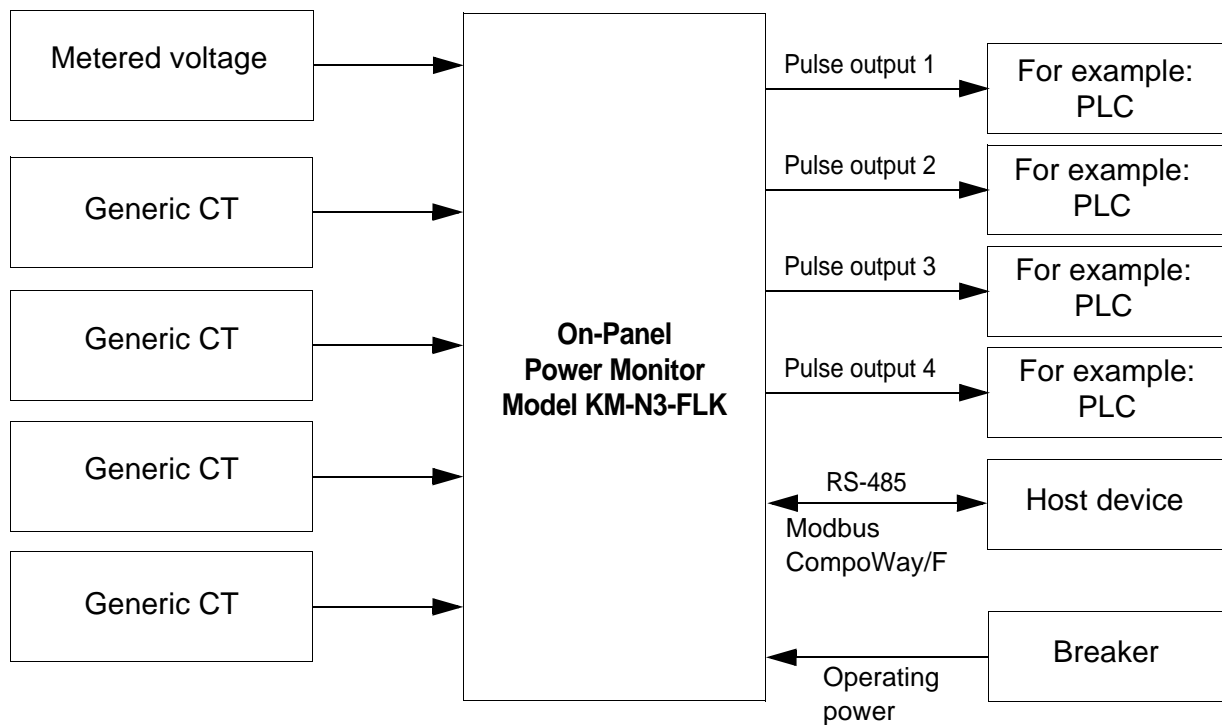 Metered voltage
Generic CT
Generic CT
Generic CT
Generic CT
On-Panel
Power Monitor
Model KM-N3-FLK
Pulse output 1
For example:
PLC
Pulse output 2
For example:
PLC
Pulse output 3
For example:
PLC
Pulse output 4
For example:
PLC
RS-485
Modbus
CompoWay/F
Host device
Operating
power
Breaker